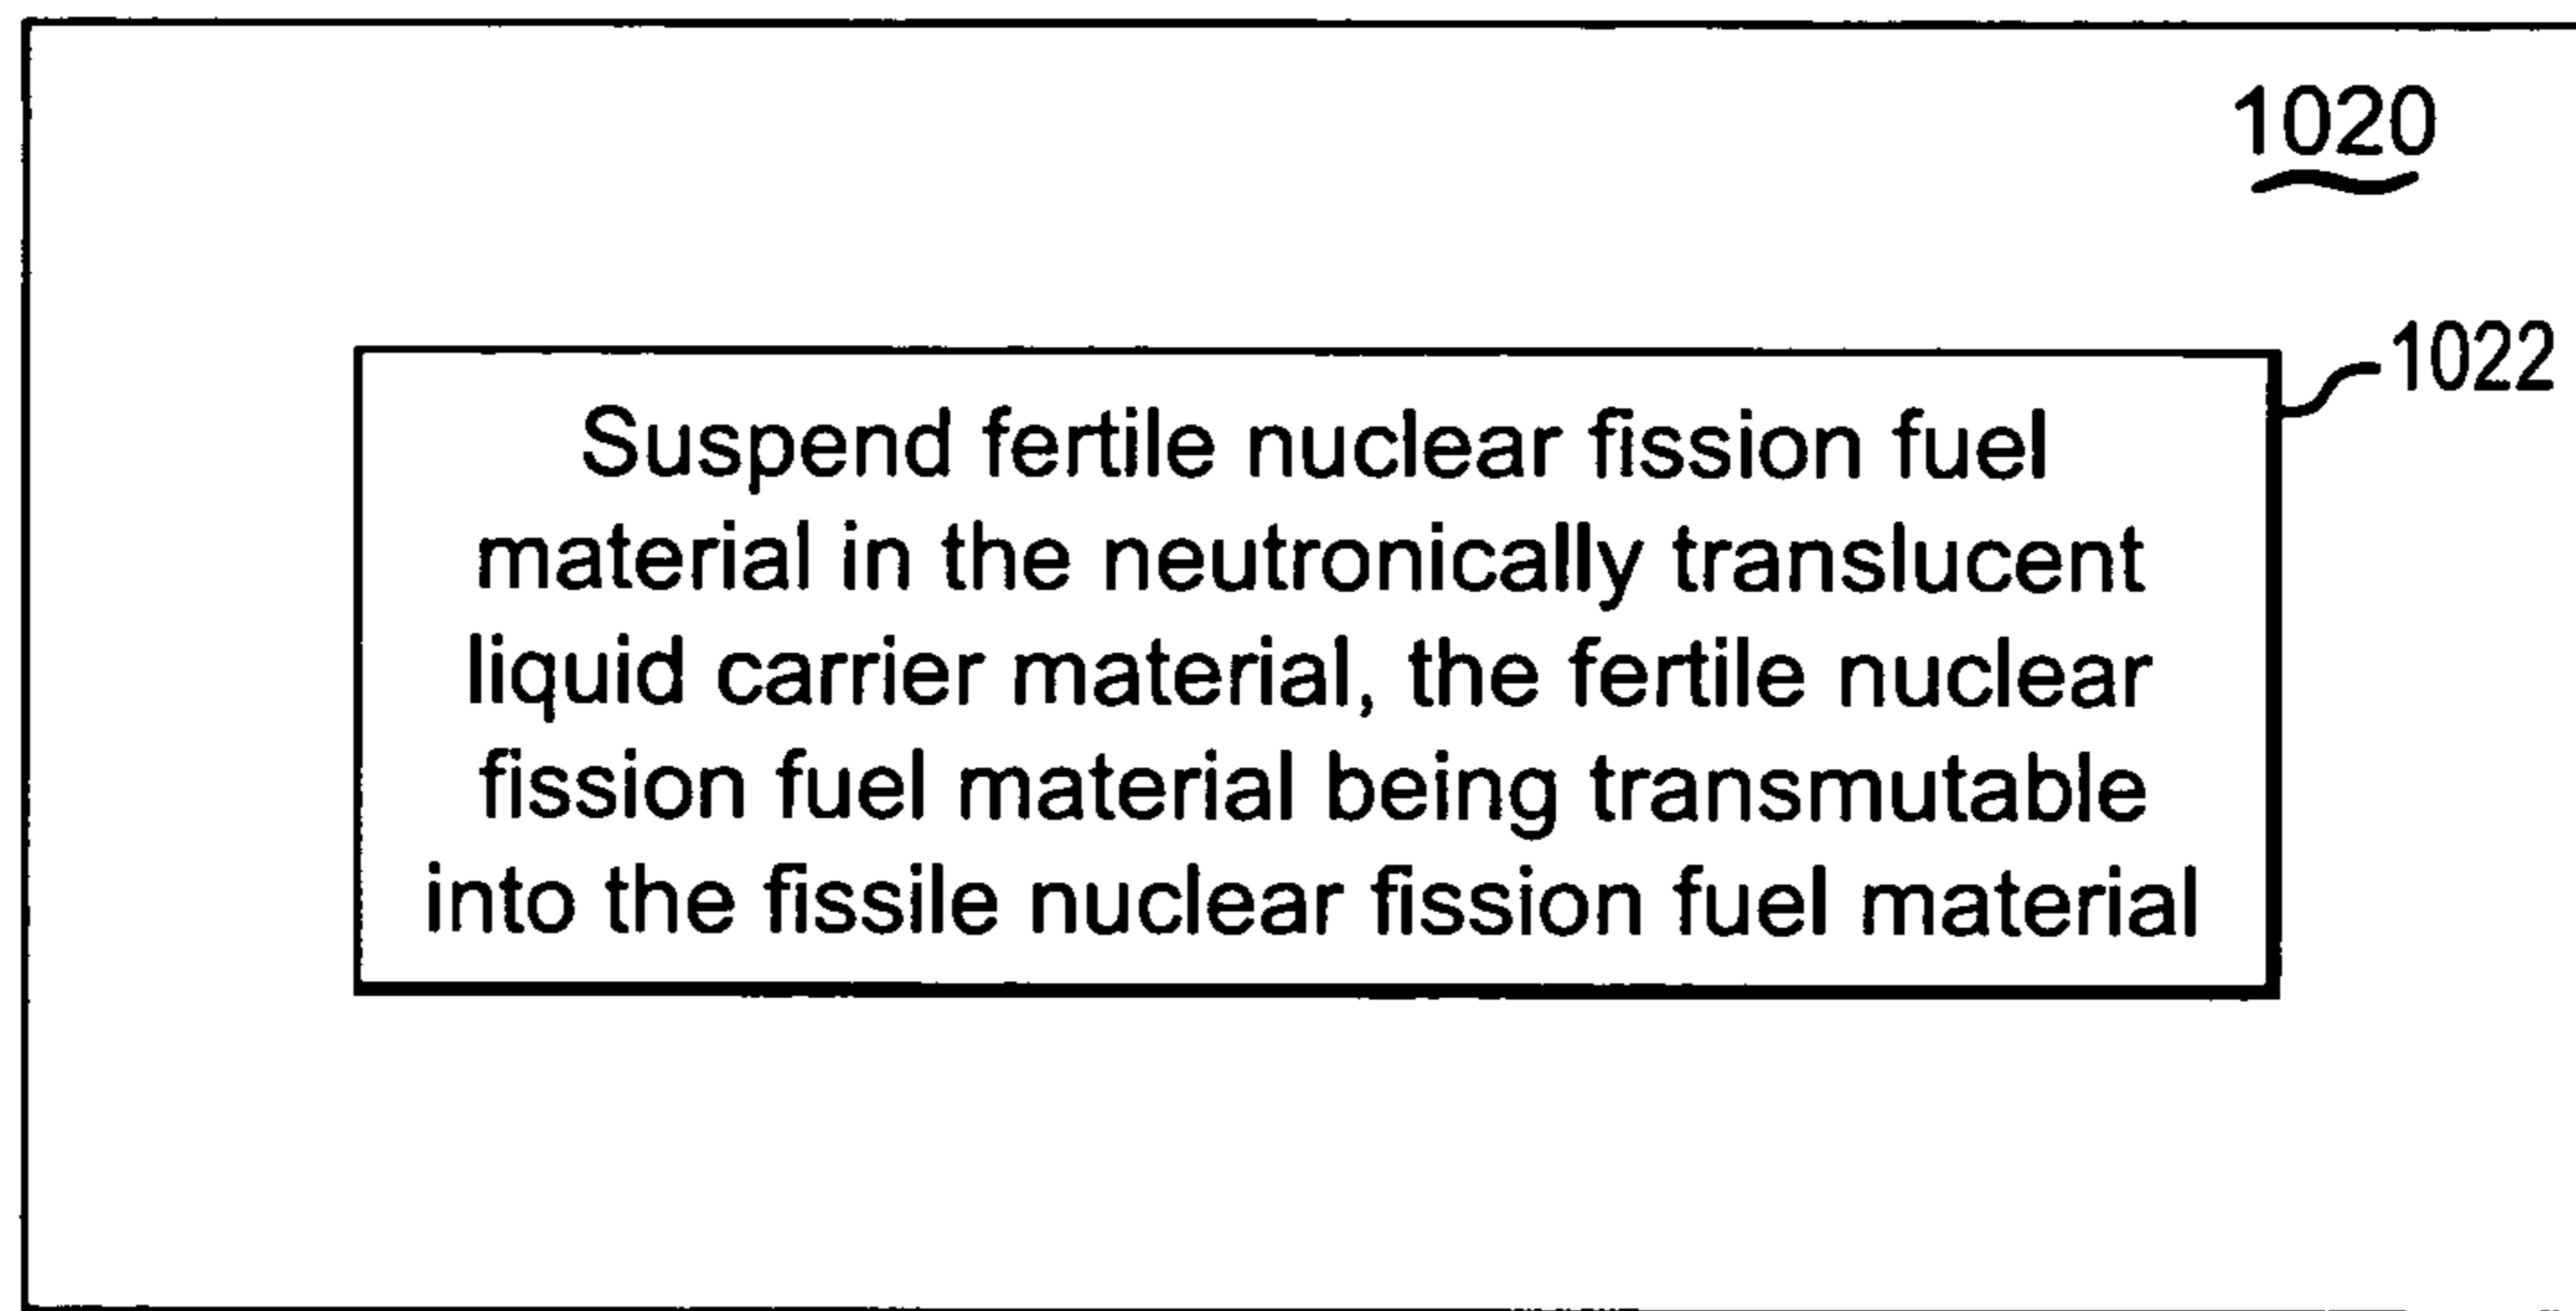 1020
1022
Suspend fertile nuclear fission fuel
material in the neutronically translucent
liquid carrier material, the fertile nuclear
fission fuel material being transmutable
into the fissile nuclear fission fuel material